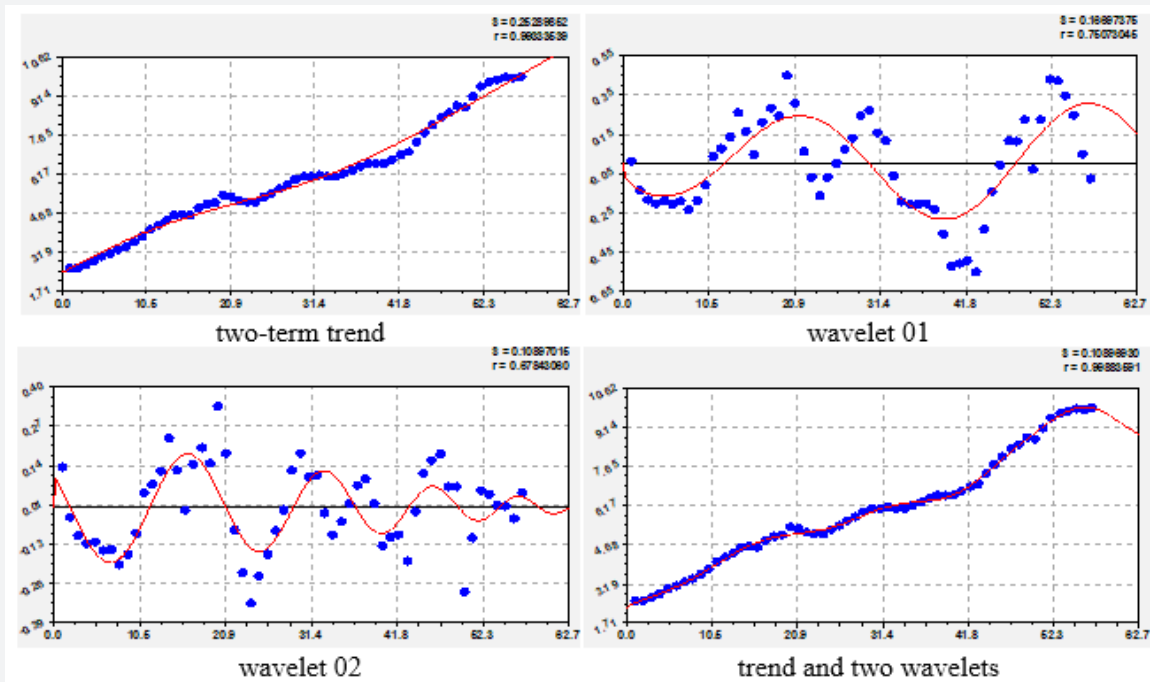 S = 0.25289852
r = 0.99333539
10.62
9.14
7.65
6.17
4.68
3.19
1.71
0.0 10.5 20.9 31.4 41.8 52.3 62.7
two-term trend
S = 0.16697375
r = 0.75073045
0.55
0.35
0.15
0.05
0.25
0.45
0.65
0.0 10.5 20.9 31.4 41.8 52.3 62.7
wavelet 01
S = 0.10897015
r = 0.67843060
0.40
0.27
0.14
0.01
-0.13
-0.26
-0.39
0.0 10.5 20.9 31.4 41.8 52.3 62.7
wavelet 02
S = 0.10896930
r = 0.99883591
10.62
9.14
7.65
6.17
4.68
3.19
1.71
0.0 10.5 20.9 31.4 41.8 52.3 62.7
trend and two wavelets